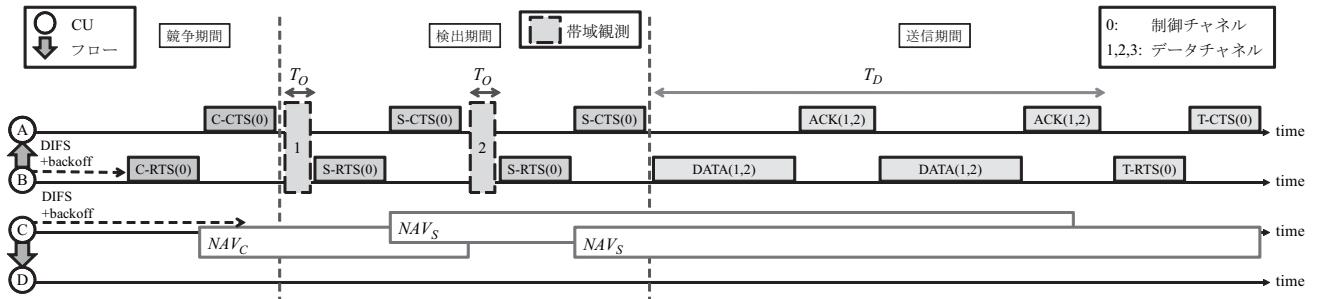 CU
フロー
競争期間
検出期間
帯域観測
送信期間
0: 制御チャネル
1,2,3: データチャネル
T_O
T_O
T_D
A
C-CTS(0)
1
S-CTS(0)
2
S-CTS(0)
ACK(1,2)
ACK(1,2)
T-CTS(0)
time
DIFS
+backoff
B
C-RTS(0)
S-RTS(0)
S-RTS(0)
DATA(1,2)
DATA(1,2)
T-RTS(0)
time
DIFS
+backoff
C
NAV_C
NAV_S
NAV_S
time
D
time